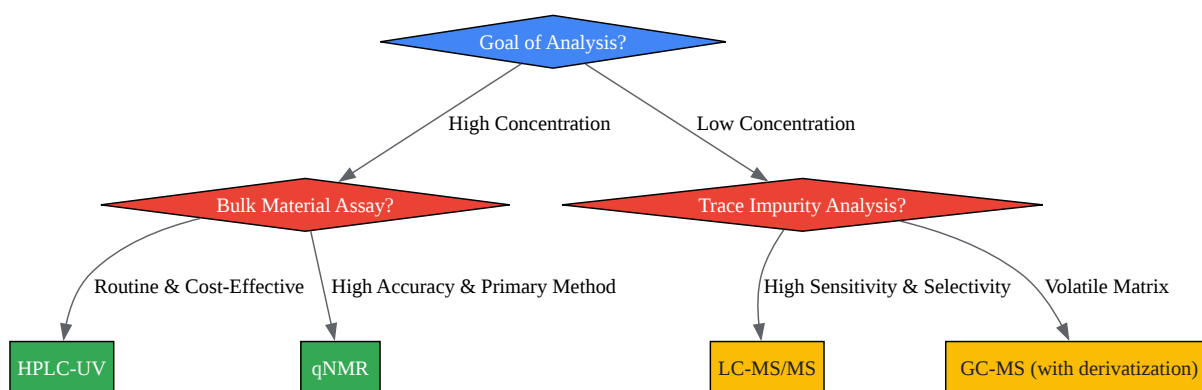 Goal of Analysis?
High Concentration
Low Concentration
Bulk Material Assay?
Trace Impurity Analysis?
Routine & Cost-Effective
High Accuracy & Primary Method
High Sensitivity & Selectivity
Volatile Matrix
HPLC-UV
qNMR
LC-MS/MS
GC-MS (with derivatization)